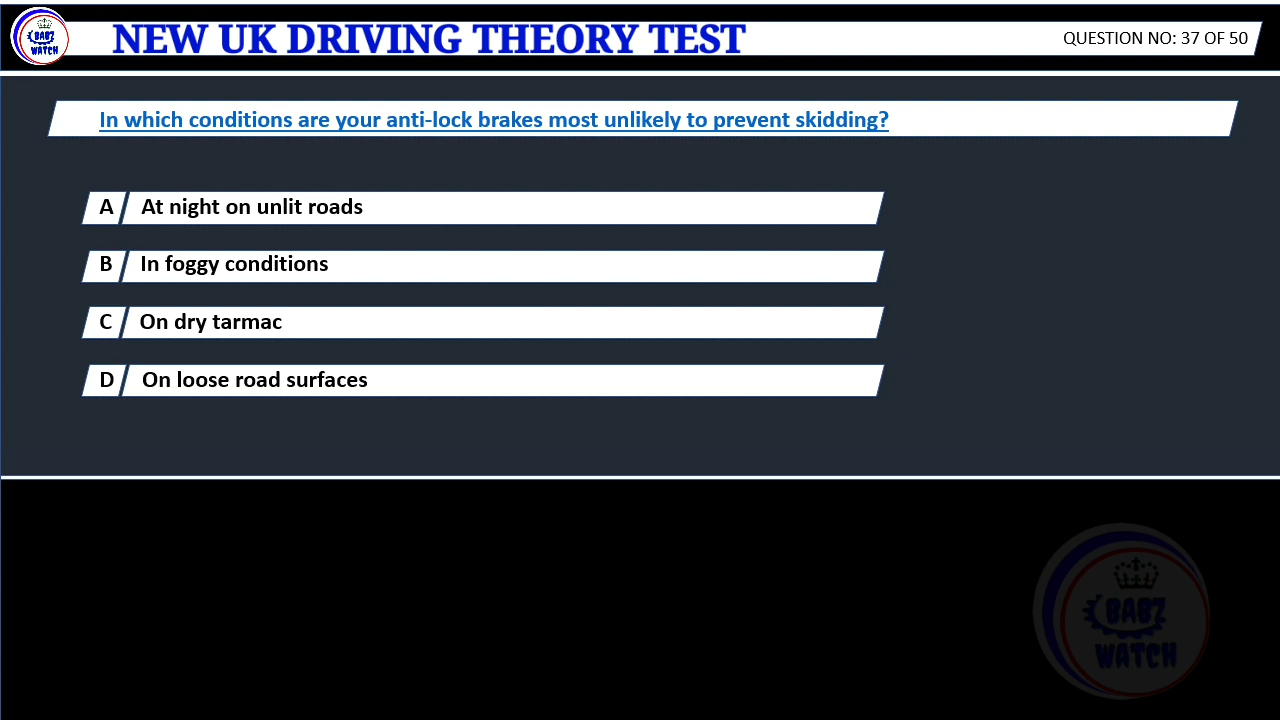 BABZ
WATCH
NEW UK DRIVING THEORY TEST
QUESTION NO: 37 OF 50
In which conditions are your anti-lock brakes most unlikely to prevent skidding?
A At night on unlit roads
B In foggy conditions
C On dry tarmac
D On loose road surfaces
BABZ
WATCH